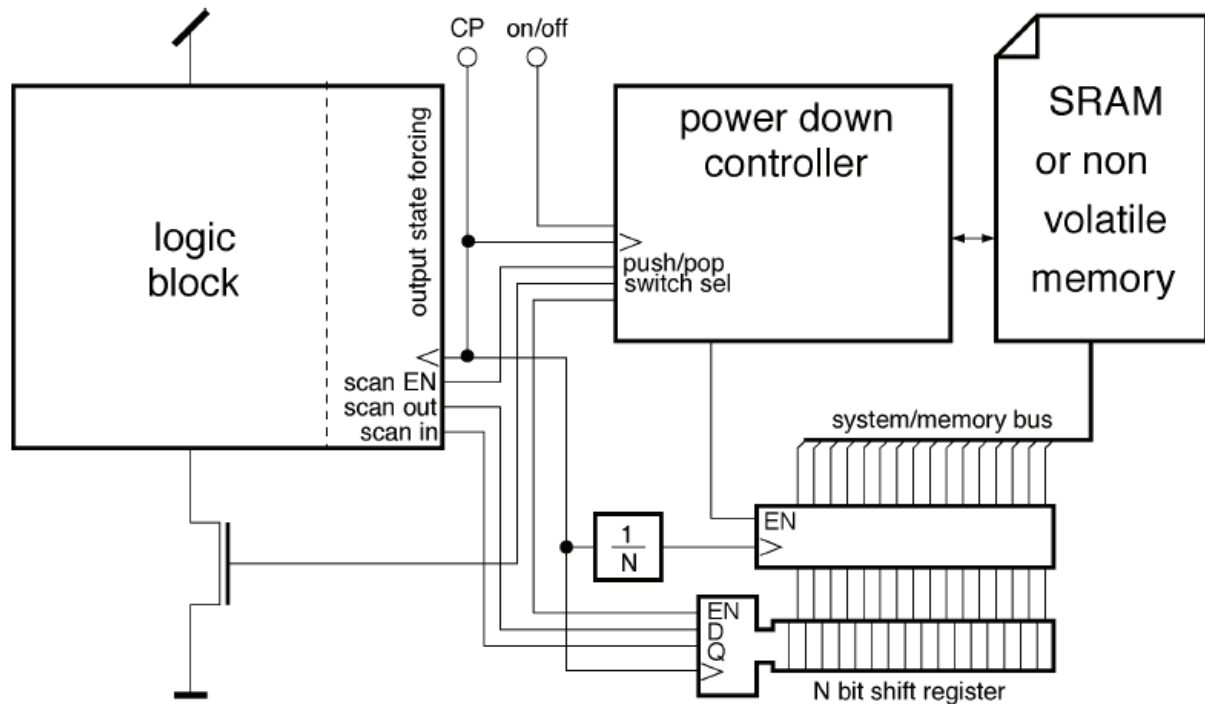 CP
on/off
logic
block
output state forcing
scan EN
scan out
scan in
power down
controller
push/pop
switch sel
SRAM
or non
volatile
memory
system/memory bus
EN
1
N
EN
D
Q
N bit shift register